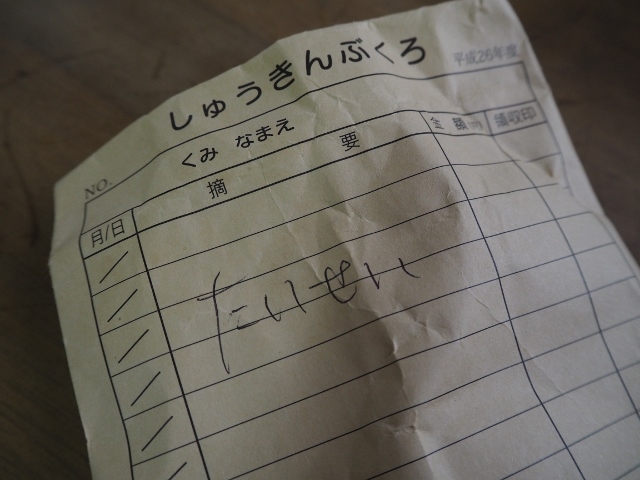 しゅうきんぶくろ
平成26年度
NO.
くみ なまえ
月/日 摘要 金額 領収印
/
/
/
/
/
/
たいせい